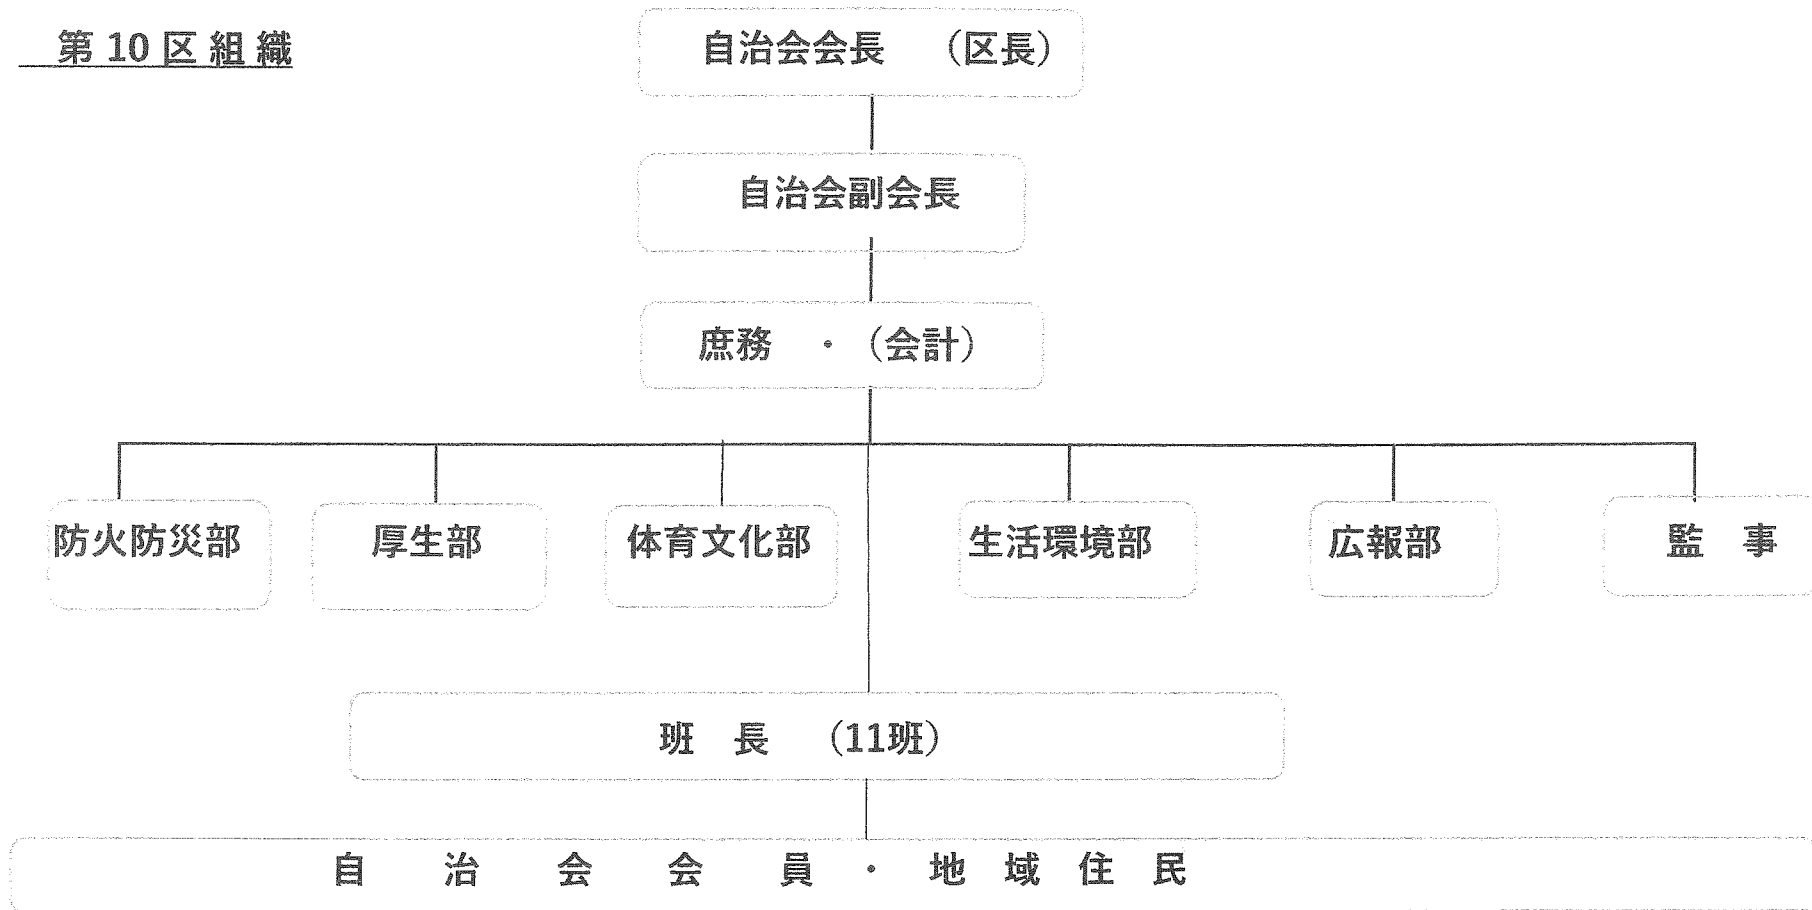 第10区組織
自治会会長 （区長）
自治会副会長
庶務 ・ （会計）
防火防災部 厚生部 体育文化部 生活環境部 広報部 監 事
班 長 （11班）
自 治 会 会 員 ・ 地 域 住 民